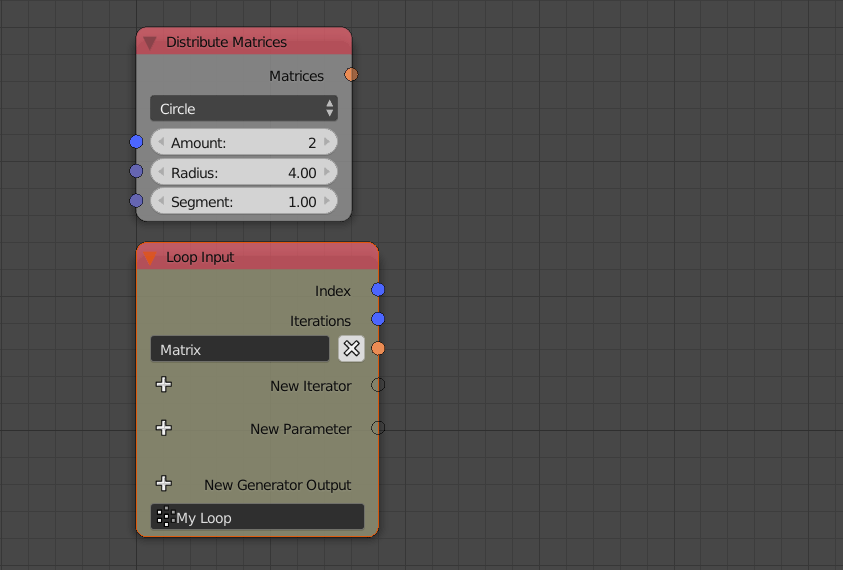 Distribute Matrices
Matrices
Circle
Amount: 2
Radius: 4.00
Segment: 1.00
Loop Input
Index
Iterations
Matrix
New Iterator
New Parameter
New Generator Output
My Loop